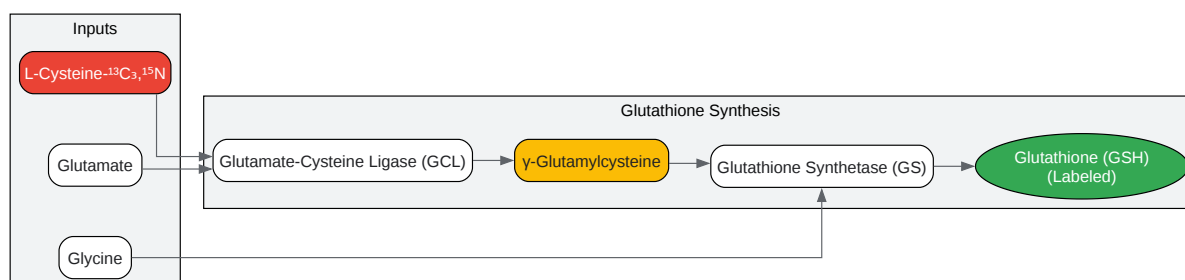 Inputs
L-Cysteine-¹³C₃,¹⁵N
Glutamate
Glycine
Glutathione Synthesis
Glutamate-Cysteine Ligase (GCL)
γ-Glutamylcysteine
Glutathione Synthetase (GS)
Glutathione (GSH)
(Labeled)